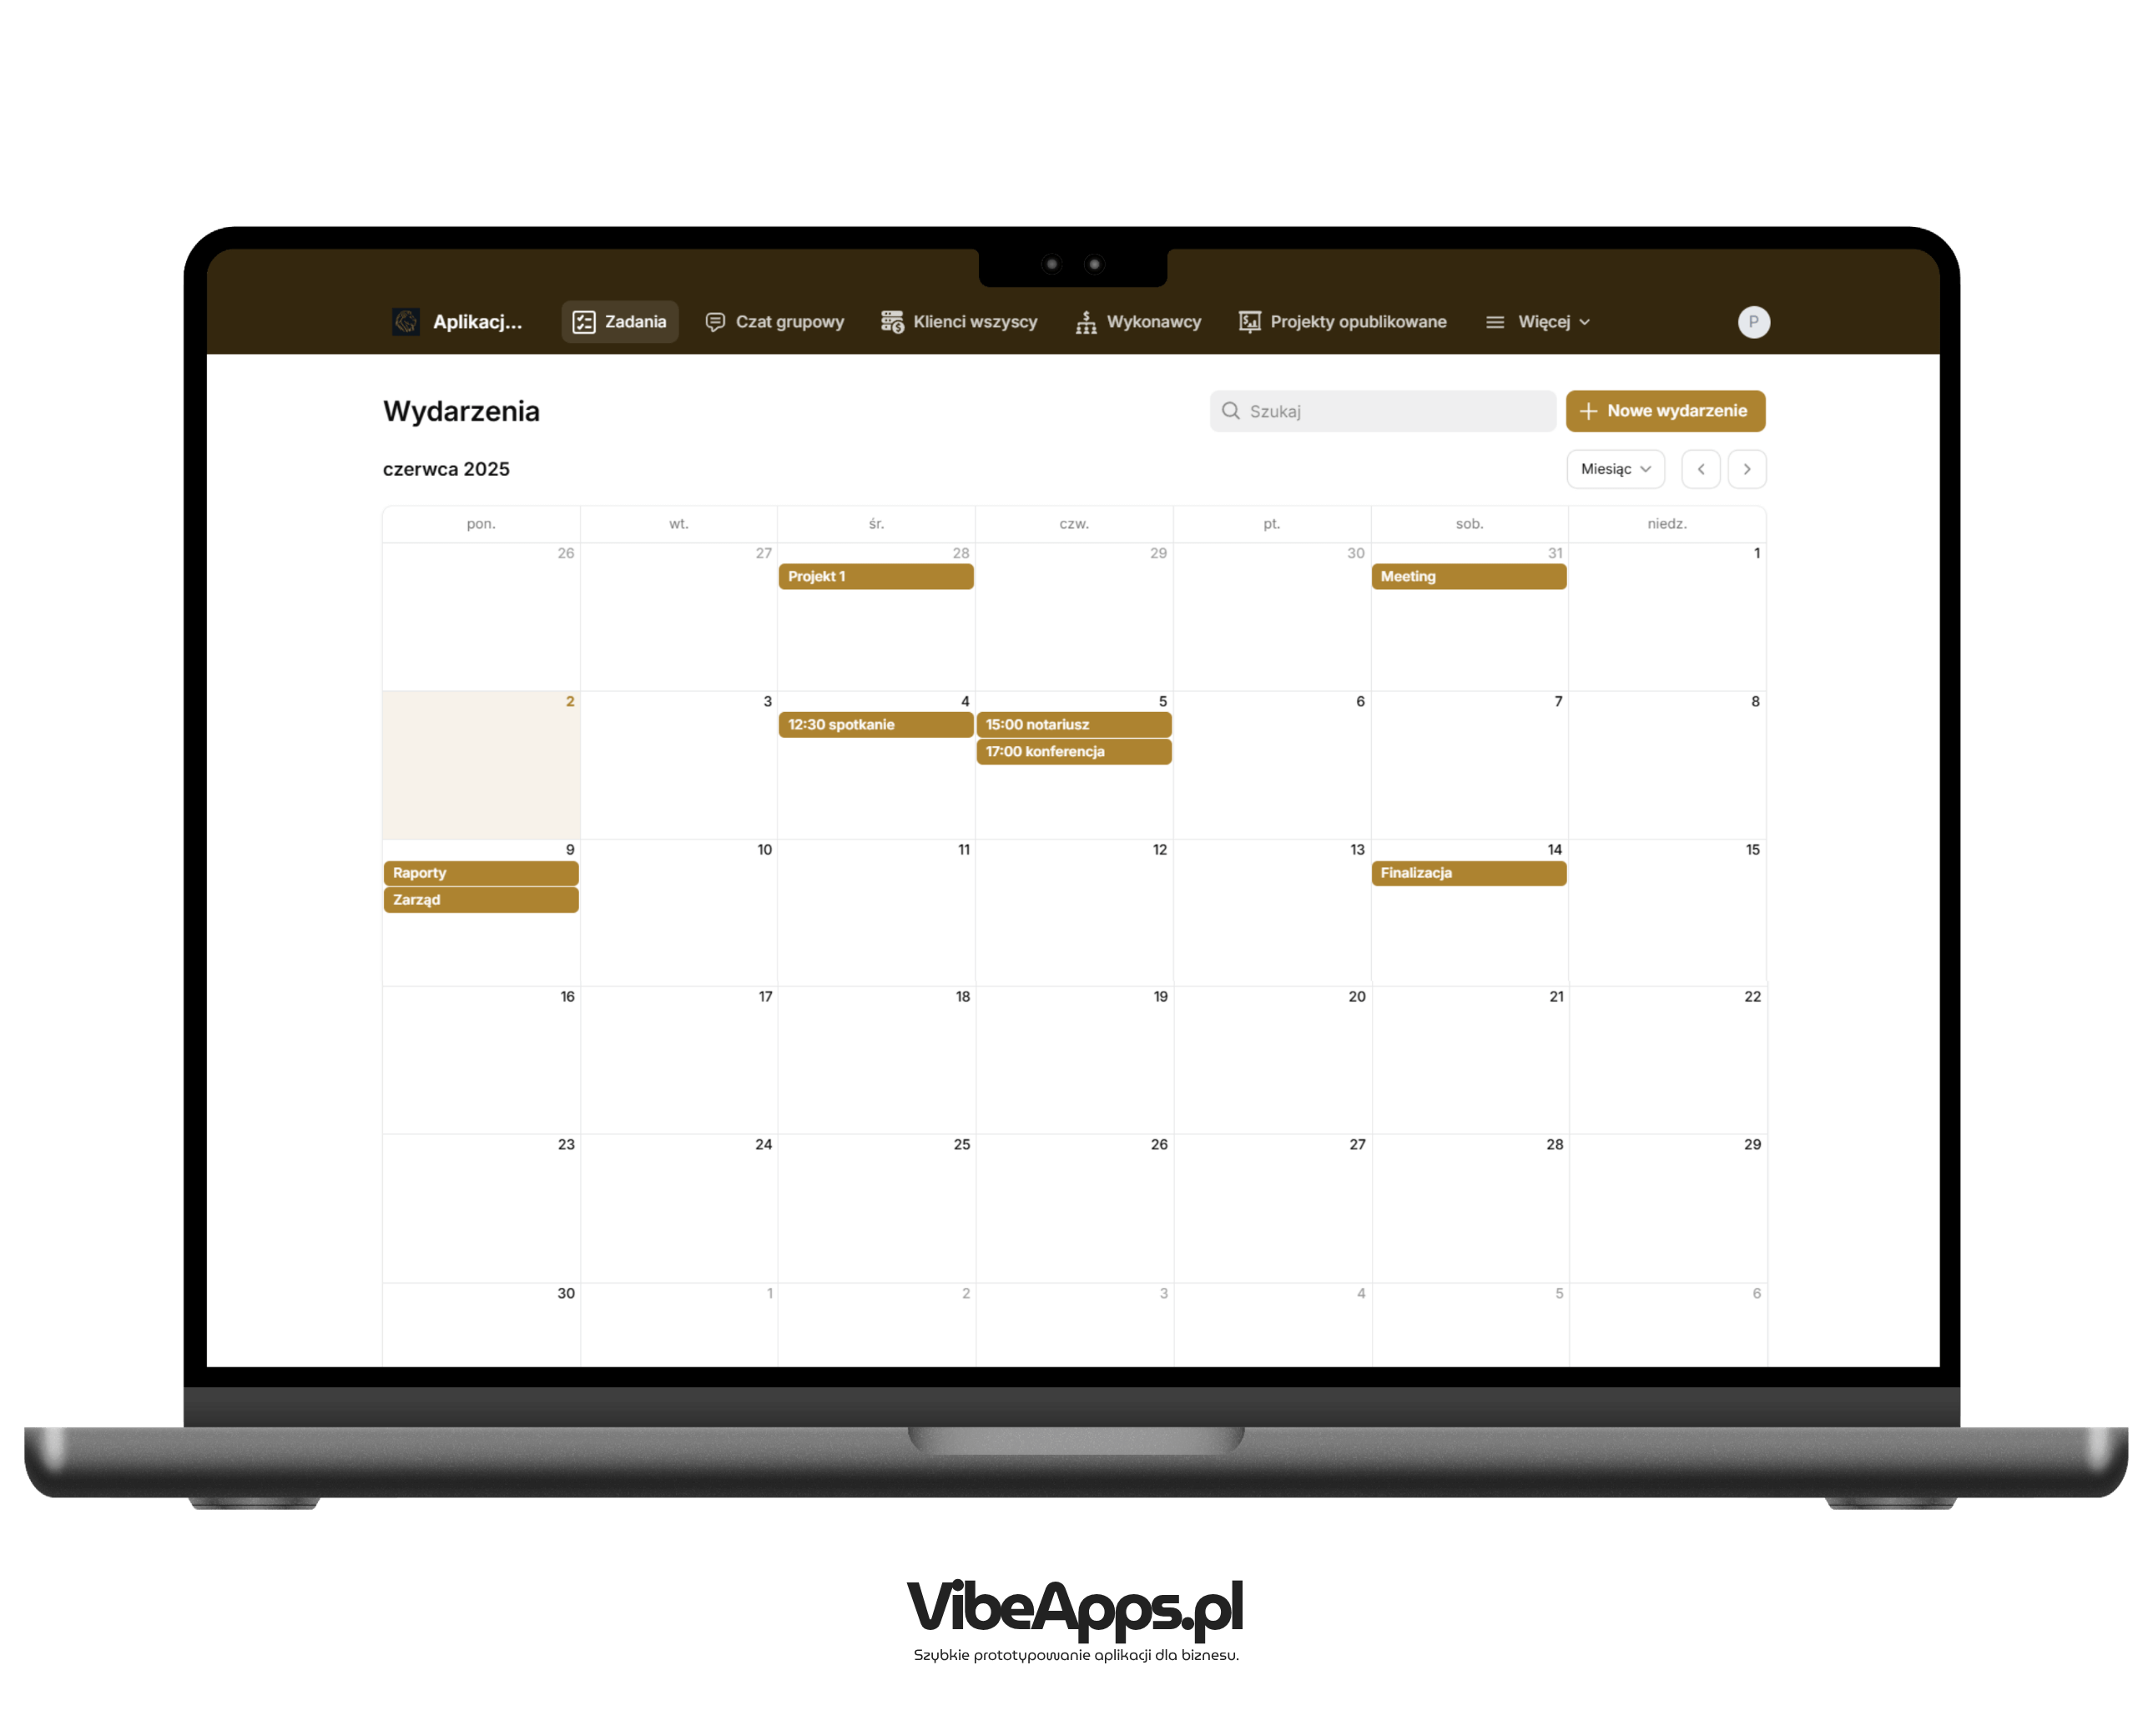 Aplikacj... Zadania Czat grupowy Klienci wszyscy Wykonawcy Projekty opublikowane Więcej P
Wydarzenia Szukaj + Nowe wydarzenie
czerwca 2025 Miesiąc
pon. wt. śr. czw. pt. sob. niedz.
26 27 28 29 30 31 1
Projekt 1 Meeting
2 3 4 5 6 7 8
12:30 spotkanie 15:00 notariusz
17:00 konferencja
9 10 11 12 13 14 15
Raporty Finalizacja
Zarząd
16 17 18 19 20 21 22
23 24 25 26 27 28 29
30 1 2 3 4 5 6
VibeApps.pl
Szybkie prototypowanie aplikacji dla biznesu.